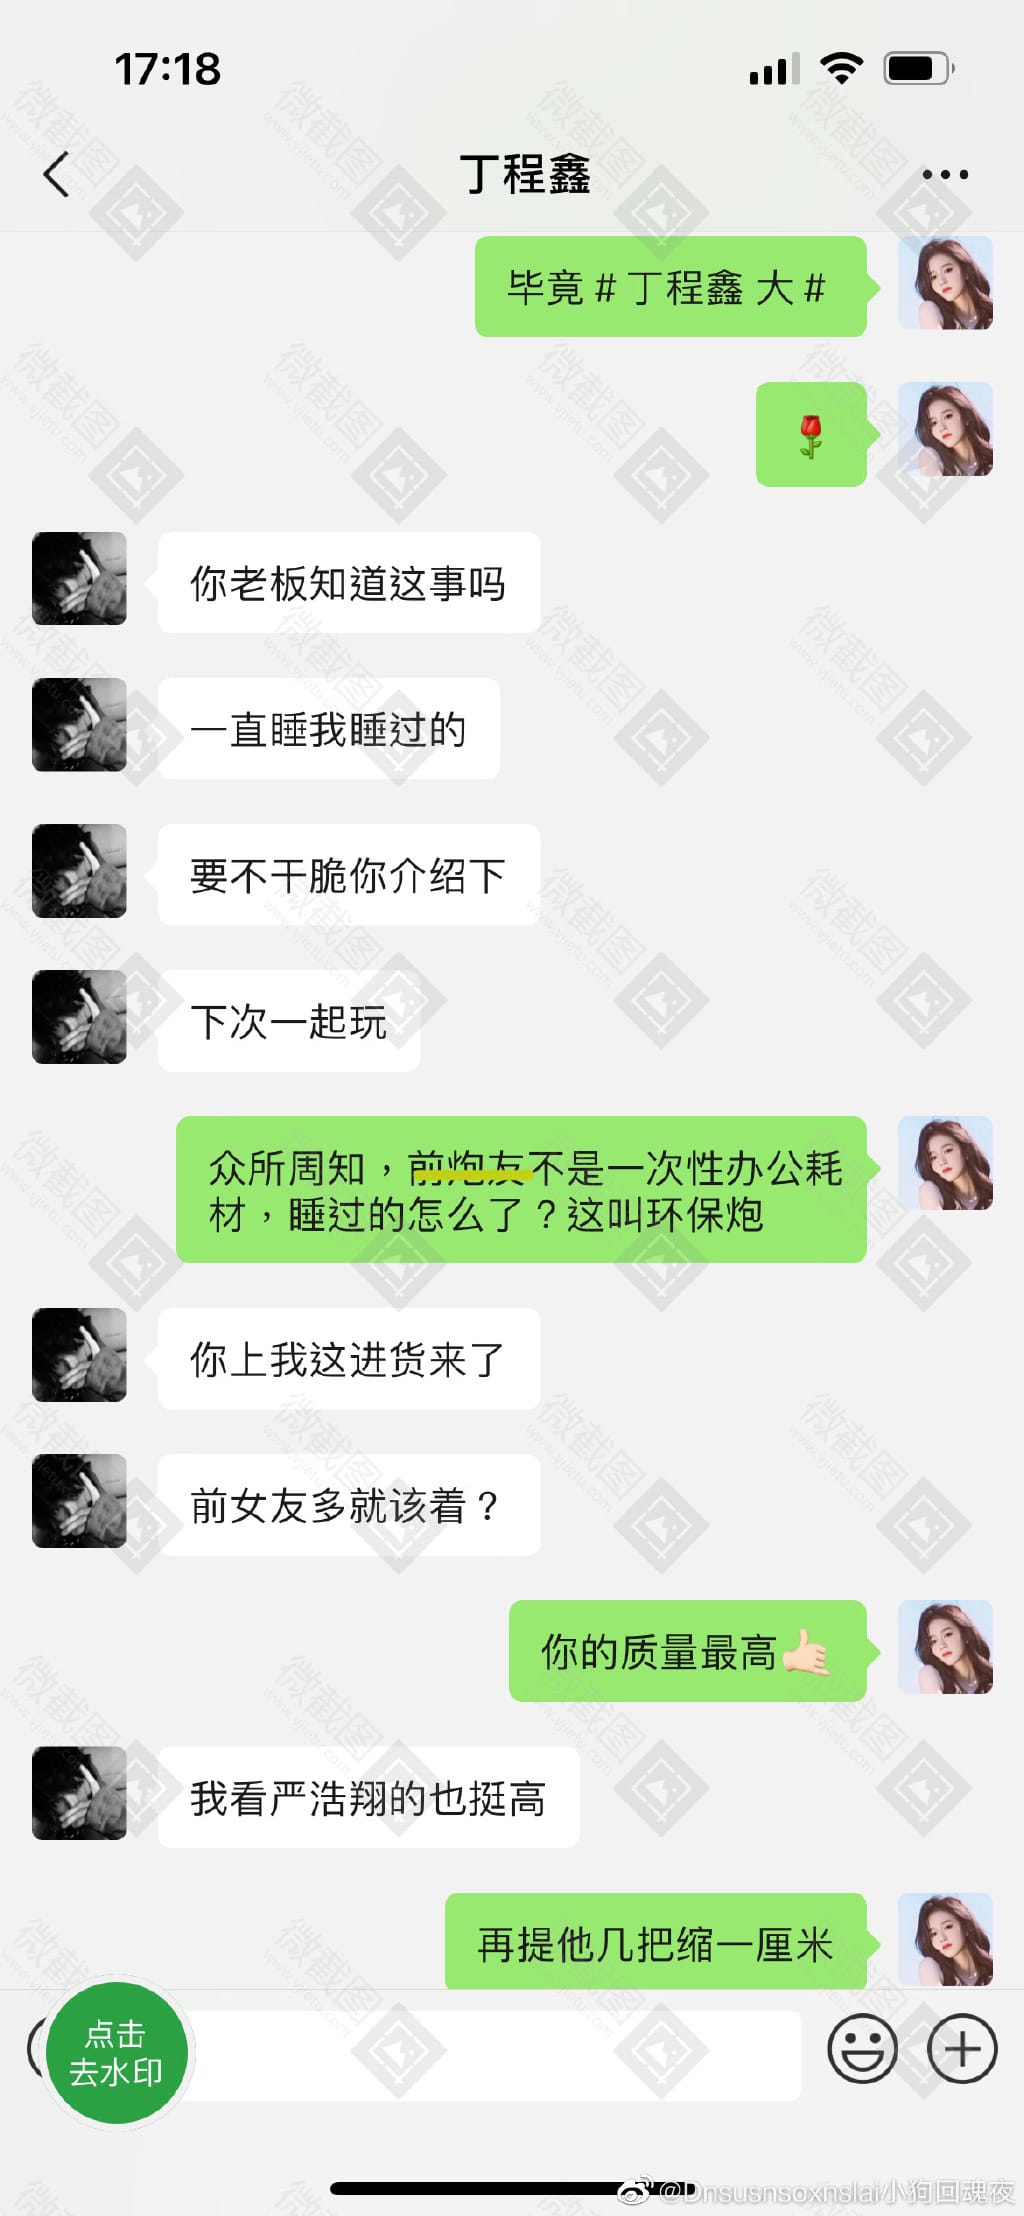 17:18
丁程鑫
毕竟#丁程鑫 大#
你老板知道这事吗
一直睡我睡过的
要不干脆你介绍下
下次一起玩
众所周知，前炮友不是一次性办公耗
材，睡过的怎么了？这叫环保炮
你上我这进货来了
前女友多就该着？
你的质量最高
我看严浩翔的也挺高
再提他几把缩一厘米
点击
去水印
@Dnsusnsoxnslai小狗回魂夜
微截图
www.vjietu.com